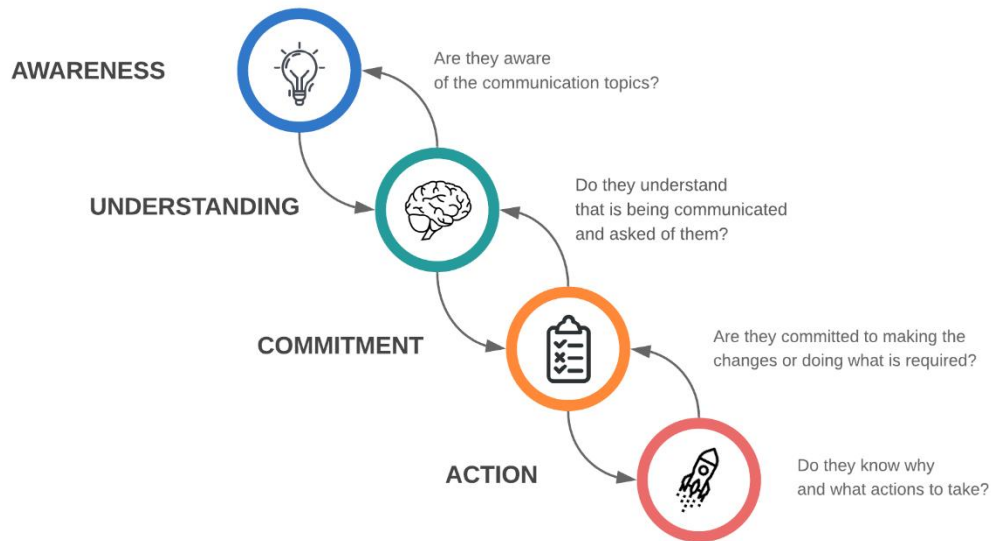 AWARENESS
Are they aware
of the communication topics?
UNDERSTANDING
Do they understand
that is being communicated
and asked of them?
COMMITMENT
Are they committed to making the
changes or doing what is required?
ACTION
Do they know why
and what actions to take?